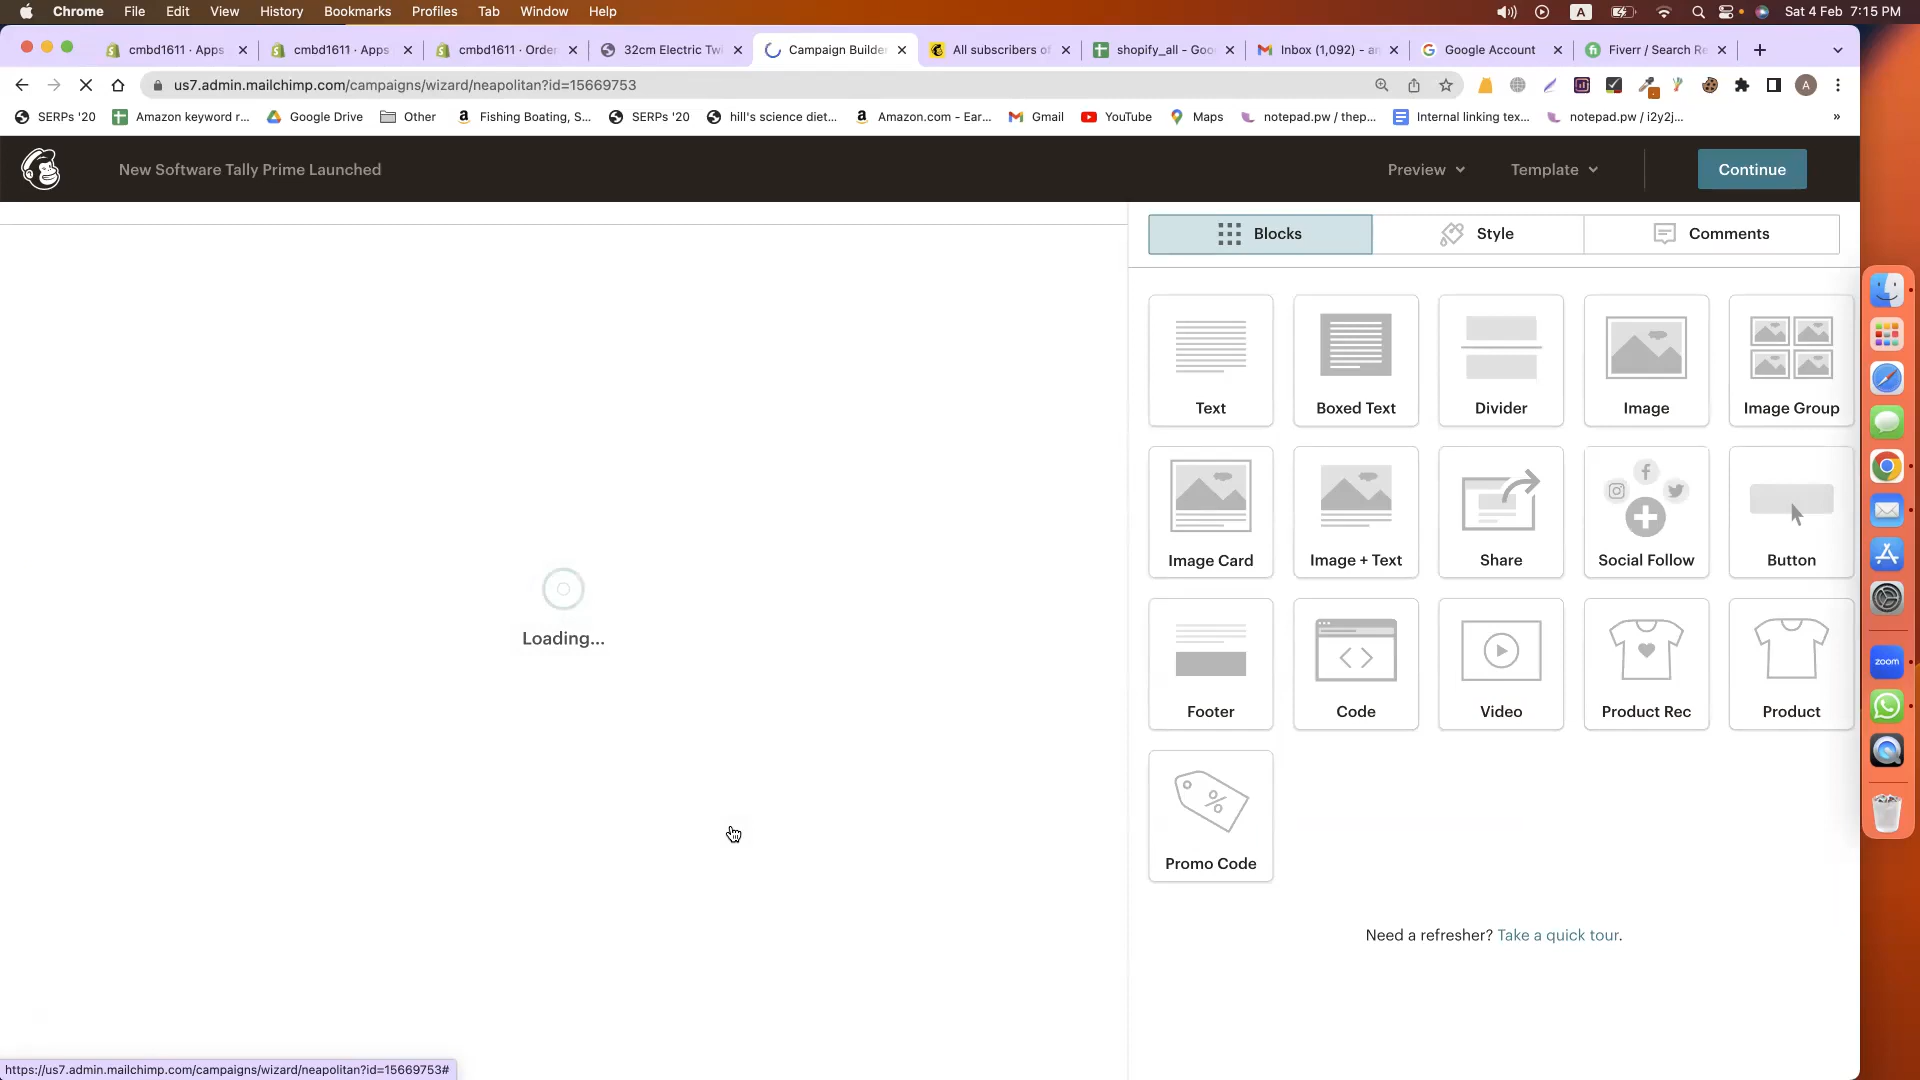 Chrome File Edit View History Bookmarks Profiles Tab Window Help
A
Sat 4 Feb 7:15 PM
cmbd1611 · Apps
cmbd1611 · Apps
cmbd1611 · Orde
32cm Electric Twi
Campaign Builde
All subscribers of
shopify_all - Goo
Inbox (1,092) - an
Google Account
Fiverr / Search Re
us7.admin.mailchimp.com/campaigns/wizard/neapolitan?id=15669753
A
SERPs '20
Amazon keyword r...
Google Drive
Other
Fishing Boating, S...
SERPs '20
hill's science diet...
Amazon.com - Ear...
Gmail
YouTube
Maps
notepad.pw / thep...
Internal linking tex...
notepad.pw / i2y2j...
»
New Software Tally Prime Launched
Preview
Template
Continue
Blocks
Style
Comments
Text
Boxed Text
Divider
Image
Image Group
Image Card
Image + Text
Share
Social Follow
Button
Loading...
Footer
Code
Video
Product Rec
Product
zoom
Promo Code
Need a refresher? Take a quick tour.
https://us7.admin.mailchimp.com/campaigns/wizard/neapolitan?id=15669753#